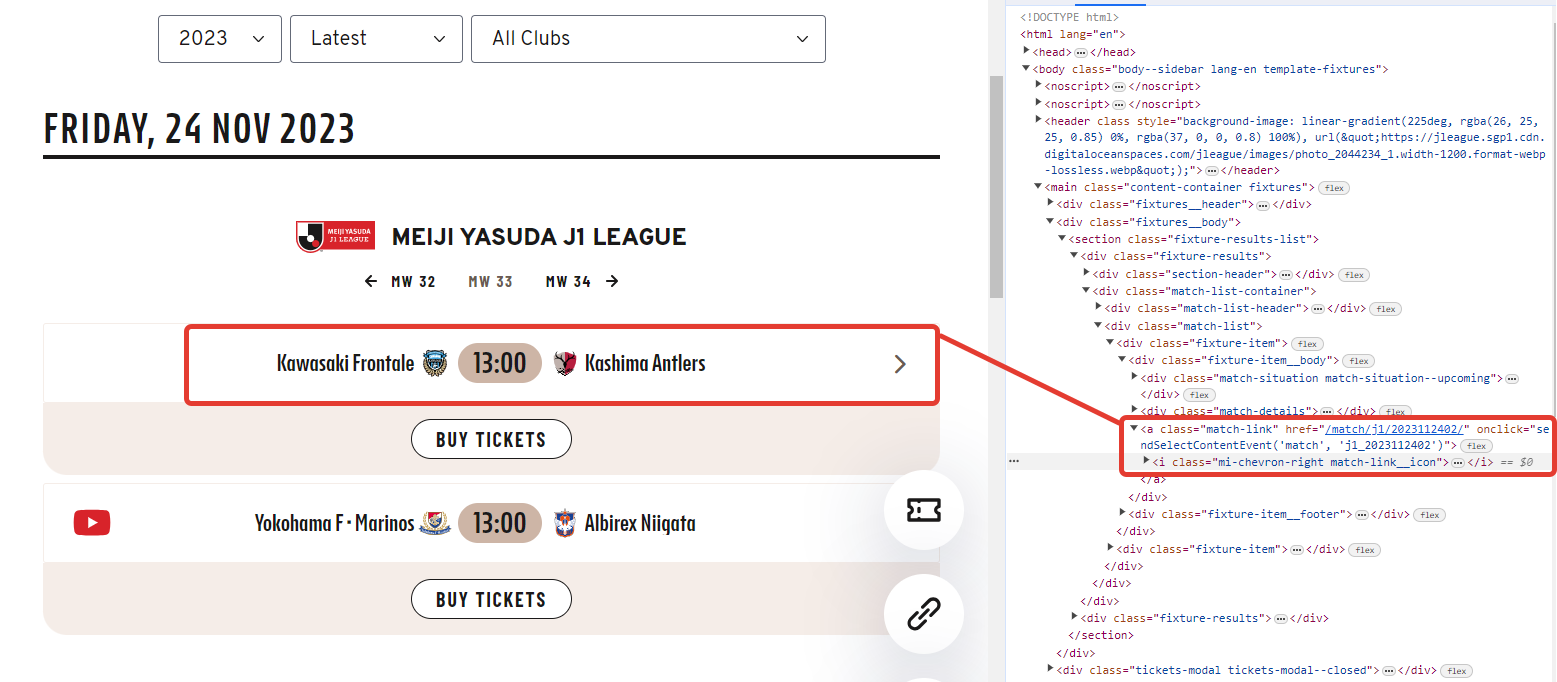 2023
Latest
All Clubs
FRIDAY, 24 NOV 2023
MEIJI YASUDA
J1 LEAGUE
MEIJI YASUDA J1 LEAGUE
← MW 32 MW 33 MW 34 →
Kawasaki Frontale 13:00 Kashima Antlers
BUY TICKETS
Yokohama F・Marinos 13:00 Albirex Niigata
BUY TICKETS
<!DOCTYPE html>
<html lang="en">
<head> ⋯ </head>
<body class="body--sidebar lang-en template-fixtures">
<noscript> ⋯ </noscript>
<noscript> ⋯ </noscript>
<header class style="background-image: linear-gradient(225deg, rgba(26, 25,
25, 0.85) 0%, rgba(37, 0, 0, 0.8) 100%), url(&quot;https://jleague.sgp1.cdn.
digitaloceanspaces.com/jleague/images/photo_2044234_1.width-1200.format-webp
-lossless.webp&quot;);"> ⋯ </header>
<main class="content-container fixtures"> flex
<div class="fixtures__header"> ⋯ </div>
<div class="fixtures__body">
<section class="fixture-results-list">
<div class="fixture-results">
<div class="section-header"> ⋯ </div> flex
<div class="match-list-container">
<div class="match-list-header"> ⋯ </div> flex
<div class="match-list">
<div class="fixture-item"> flex
<div class="fixture-item__body"> flex
<div class="match-situation match-situation--upcoming"> ⋯
</div> flex
<div class="match-details"> ⋯ </div> flex
<a class="match-link" href="/match/j1/2023112402/" onclick="se
ndSelectContentEvent('match', 'j1_2023112402')"> flex
⋯ <i class="mi-chevron-right match-link__icon"> ⋯ </i> == $0
</a>
</div>
<div class="fixture-item__footer"> ⋯ </div> flex
</div>
<div class="fixture-item"> ⋯ </div> flex
</div>
</div>
</div>
<div class="fixture-results"> ⋯ </div>
</section>
</div>
<div class="tickets-modal tickets-modal--closed"> ⋯ </div> flex